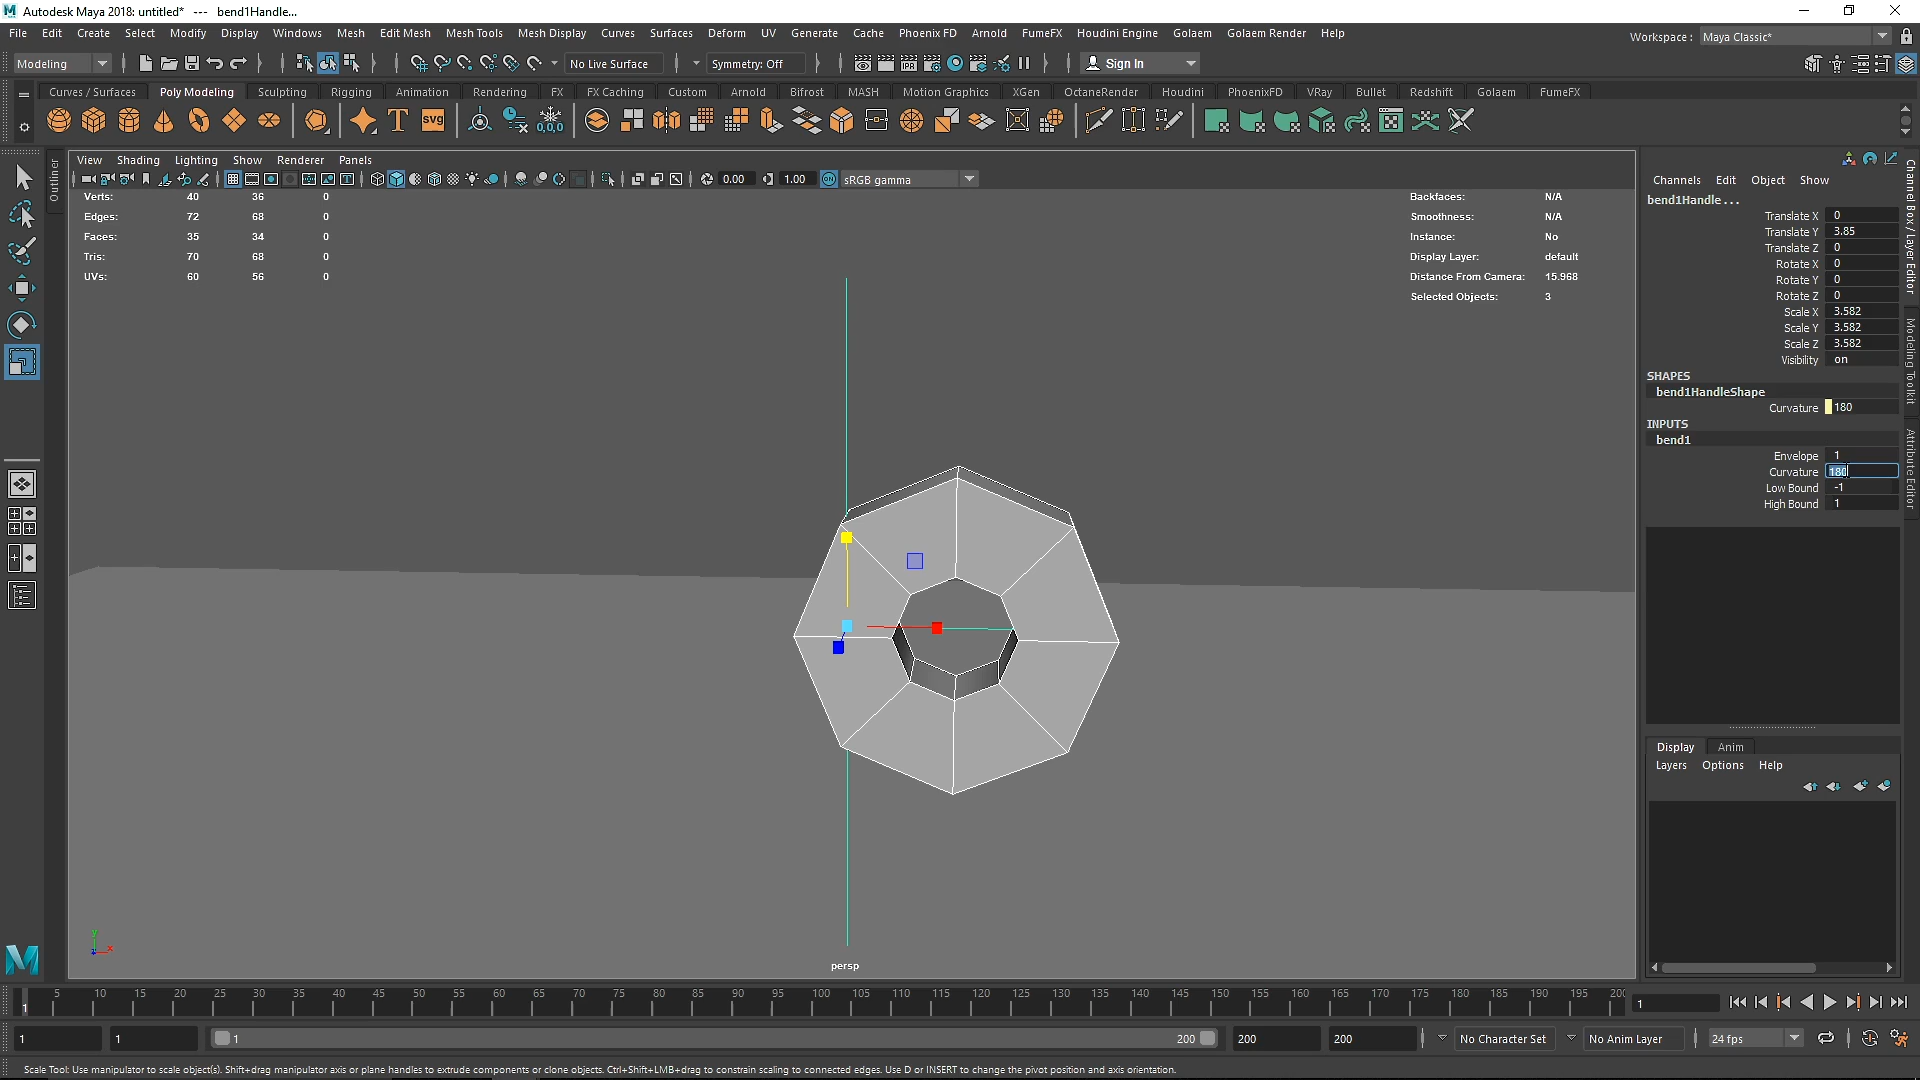 Autodesk Maya 2018: untitled*   ---   bend1Handle...
File Edit Create Select Modify Display Windows Mesh Edit Mesh Mesh Tools Mesh Display Curves Surfaces Deform UV Generate Cache Phoenix FD Arnold FumeFX Houdini Engine Golaem Golaem Render Help
Workspace : Maya Classic*
Modeling No Live Surface Symmetry: Off Sign In
Curves / Surfaces Poly Modeling Sculpting Rigging Animation Rendering FX FX Caching Custom Arnold Bifrost MASH Motion Graphics XGen OctaneRender Houdini PhoenixFD VRay Bullet Redshift Golaem FumeFX
T SVG 0,0,0
Outliner
View Shading Lighting Show Renderer Panels
0.00 1.00 ON sRGB gamma
Verts: 40 36 0
Edges: 72 68 0
Faces: 35 34 0
Tris: 70 68 0
UVs: 60 56 0
Backfaces: N/A
Smoothness: N/A
Instance: No
Display Layer: default
Distance From Camera: 15.968
Selected Objects: 3
persp
y
x
Channels Edit Object Show
bend1Handle...
Translate X 0
Translate Y 3.85
Translate Z 0
Rotate X 0
Rotate Y 0
Rotate Z 0
Scale X 3.582
Scale Y 3.582
Scale Z 3.582
Visibility on
SHAPES
bend1HandleShape
Curvature 180
INPUTS
bend1
Envelope 1
Curvature 180
Low Bound -1
High Bound 1
Channel Box / Layer Editor
Modeling Toolkit
Attribute Editor
Display Anim
Layers Options Help
1 5 10 15 20 25 30 35 40 45 50 55 60 65 70 75 80 85 90 95 100 105 110 115 120 125 130 135 140 145 150 155 160 165 170 175 180 185 190 195 200
1
1 1 1 200 200 200 No Character Set No Anim Layer 24 fps
Scale Tool: Use manipulator to scale object(s). Shift+drag manipulator axis or plane handles to extrude components or clone objects. Ctrl+Shift+LMB+drag to constrain scaling to connected edges. Use D or INSERT to change the pivot position and axis orientation.